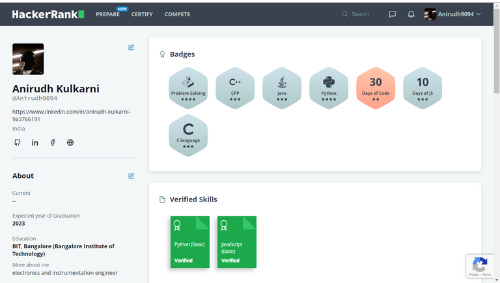 HackerRank
PREPARE
NEW
CERTIFY
COMPETE
Search
Anirudh9094
Anirudh Kulkarni
@Anirudh9094
https://www.linkedin.com/in/anirudh-kulkarni-
9a3766191
India
About
Current
--
Expected year of Graduation
2023
Education
BIT, Bangalore (Bangalore Institute of
Technology)
More about me
electronics and instrumentation engineer
Badges
Problem Solving
C++
CPP
Java
Python
30
Days of Code
10
Days of JS
C
C language
Verified Skills
Python (Basic)
Verified
JavaScript
(Basic)
Verified
Privacy - Terms